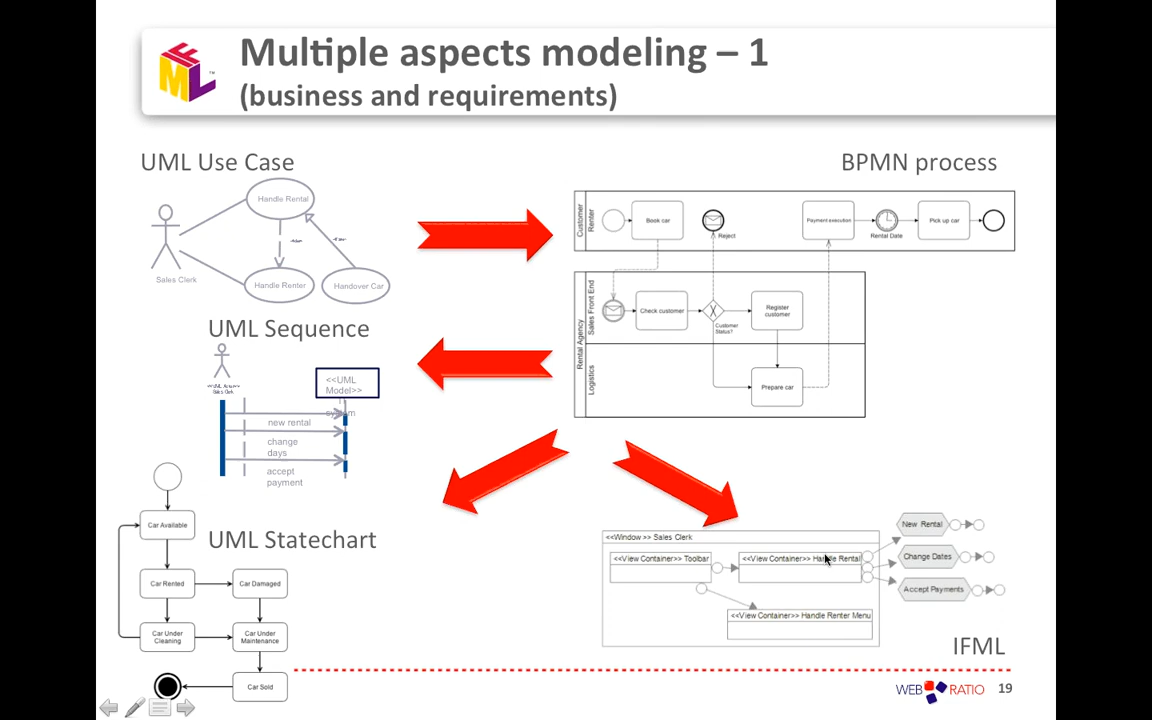 IFML
™
Multiple aspects modeling – 1
(business and requirements)
UML Use Case
Handle Rental
Sales Clerk
Handle Renter
Handover Car
BPMN process
Customer
Renter
Book car
Reject
Payment execution
Rental Date
Pick up car
Rental Agency
Sales Front End
Check customer
Customer
Status?
Register
customer
Logistics
Prepare car
UML Sequence
Sales Clerk
<<UML
Model>>
system
new rental
change
days
accept
payment
UML Statechart
Car Available
Car Rented
Car Damaged
Car Under
Cleaning
Car Under
Maintenance
Car Sold
<<Window >> Sales Clerk
<<View Container>> Toolbar
<<View Container>> Handle Rental
<<View Container>> Handle Renter Menu
New Rental
Change Dates
Accept Payments
IFML
WEB RATIO
19